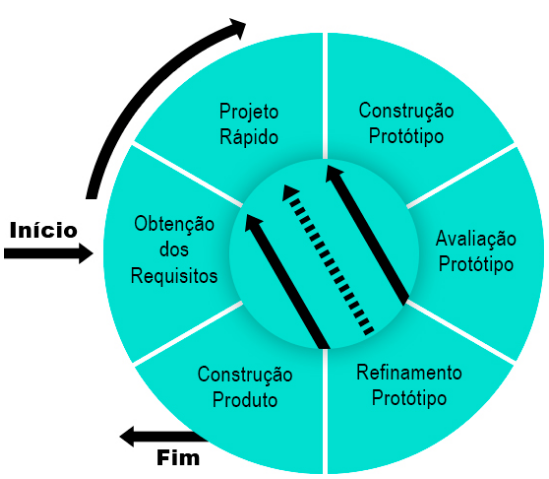 Início
Obtenção
dos
Requisitos
Projeto
Rápido
Construção
Protótipo
Avaliação
Protótipo
Refinamento
Protótipo
Construção
Produto
Fim